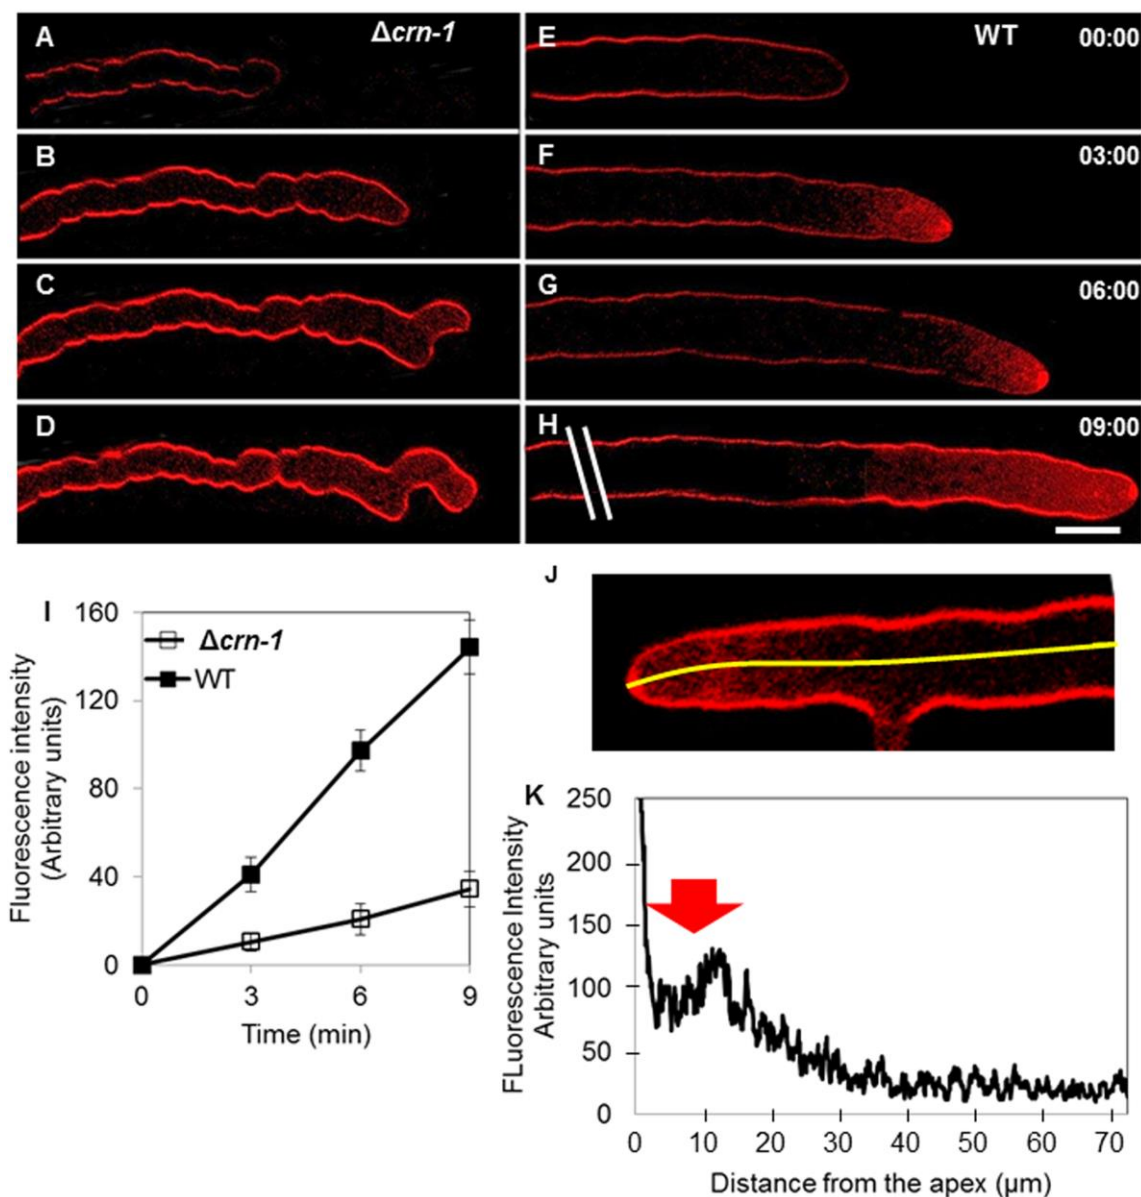 A Δcrn-1
E WT 00:00
B
F 03:00
C
G 06:00
D
H 09:00
I
160
120
80
40
0
Δcrn-1
WT
Fluorescence intensity
(Arbitrary units)
0 3 6 9
Time (min)
J
K
250
200
150
100
50
0
FLuorescence Intensity
Arbitrary units
0 10 20 30 40 50 60 70
Distance from the apex (µm)